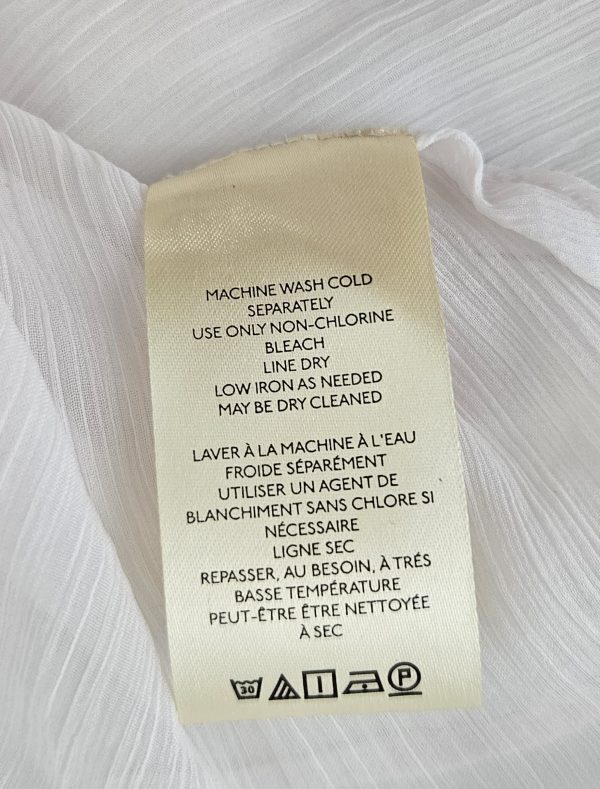 MACHINE WASH COLD
SEPARATELY
USE ONLY NON-CHLORINE
BLEACH
LINE DRY
LOW IRON AS NEEDED
MAY BE DRY CLEANED
LAVER À LA MACHINE À L'EAU
FROIDE SÉPARÉMENT
UTILISER UN AGENT DE
BLANCHIMENT SANS CHLORE SI
NÉCESSAIRE
LIGNE SEC
REPASSER, AU BESOIN, À TRÉS
BASSE TEMPÉRATURE
PEUT-ÊTRE ÊTRE NETTOYÉE
À SEC
30 P